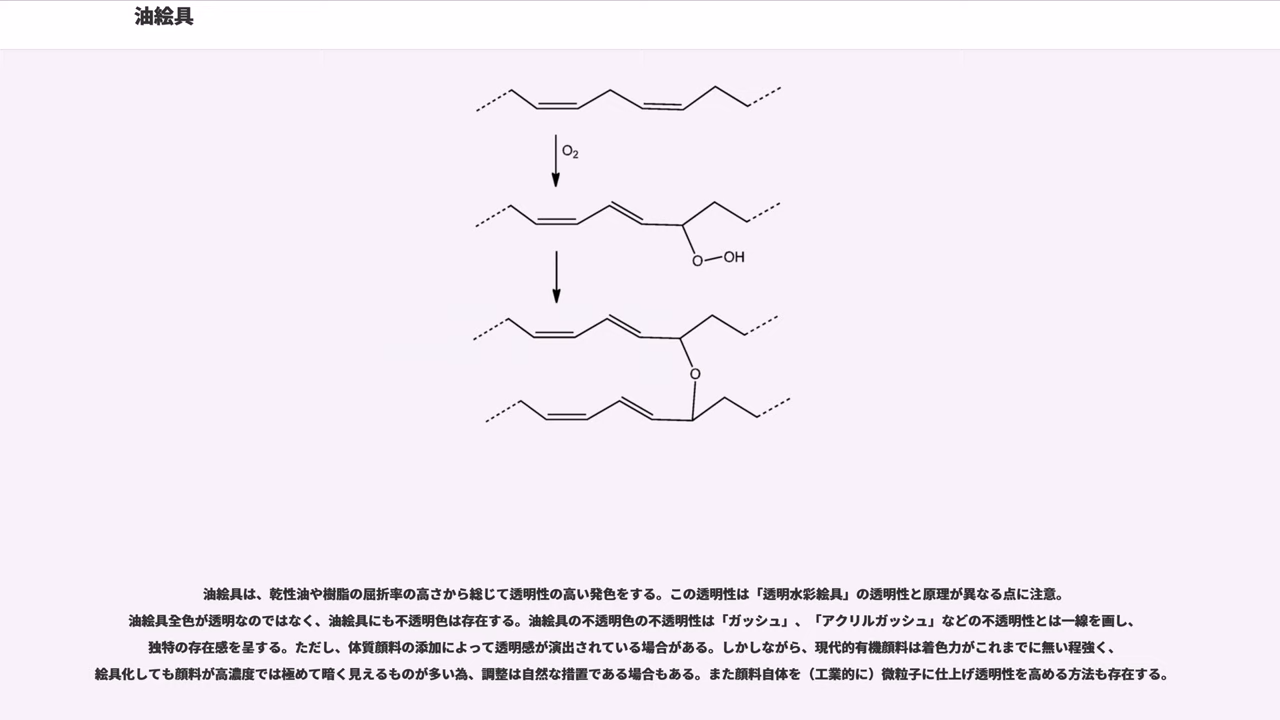 油絵具
O2
O
OH
O
油絵具は、乾性油や樹脂の屈折率の高さから総じて透明性の高い発色をする。この透明性は「透明水彩絵具」の透明性と原理が異なる点に注意。
油絵具全色が透明なのではなく、油絵具にも不透明色は存在する。油絵具の不透明色の不透明性は「ガッシュ」、「アクリルガッシュ」などの不透明性とは一線を画し、
独特の存在感を呈する。ただし、体質顔料の添加によって透明感が演出されている場合がある。しかしながら、現代的有機顔料は着色力がこれまでに無い程強く、
絵具化しても顔料が高濃度では極めて暗く見えるものが多い為、調整は自然な措置である場合もある。また顔料自体を（工業的に）微粒子に仕上げ透明性を高める方法も存在する。